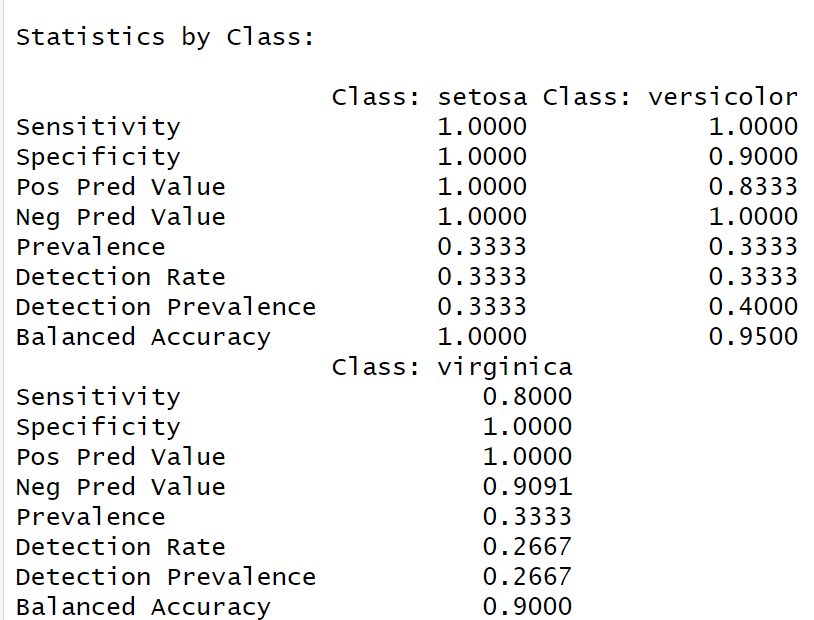 Statistics by Class:
Class: setosa Class: versicolor
Sensitivity 1.0000 1.0000
Specificity 1.0000 0.9000
Pos Pred Value 1.0000 0.8333
Neg Pred Value 1.0000 1.0000
Prevalence 0.3333 0.3333
Detection Rate 0.3333 0.3333
Detection Prevalence 0.3333 0.4000
Balanced Accuracy 1.0000 0.9500
Class: virginica
Sensitivity 0.8000
Specificity 1.0000
Pos Pred Value 1.0000
Neg Pred Value 0.9091
Prevalence 0.3333
Detection Rate 0.2667
Detection Prevalence 0.2667
Balanced Accuracy 0.9000